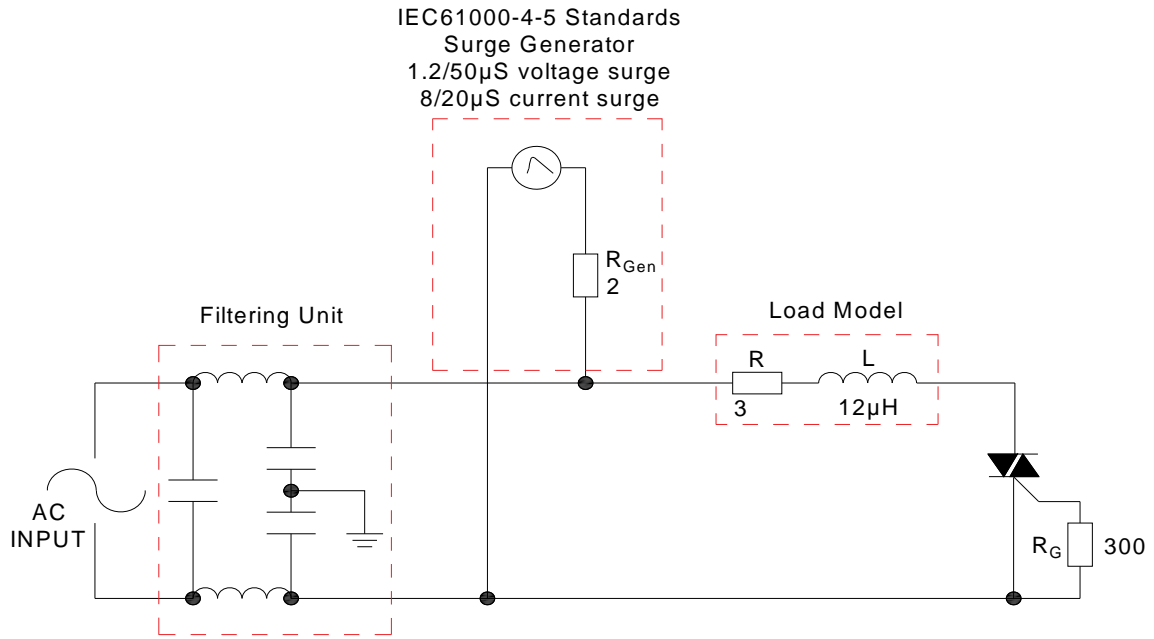 IEC61000-4-5 Standards
Surge Generator
1.2/50µS voltage surge
8/20µS current surge
RGen
2
Filtering Unit
Load Model
R
L
3
12µH
AC
INPUT
RG
300